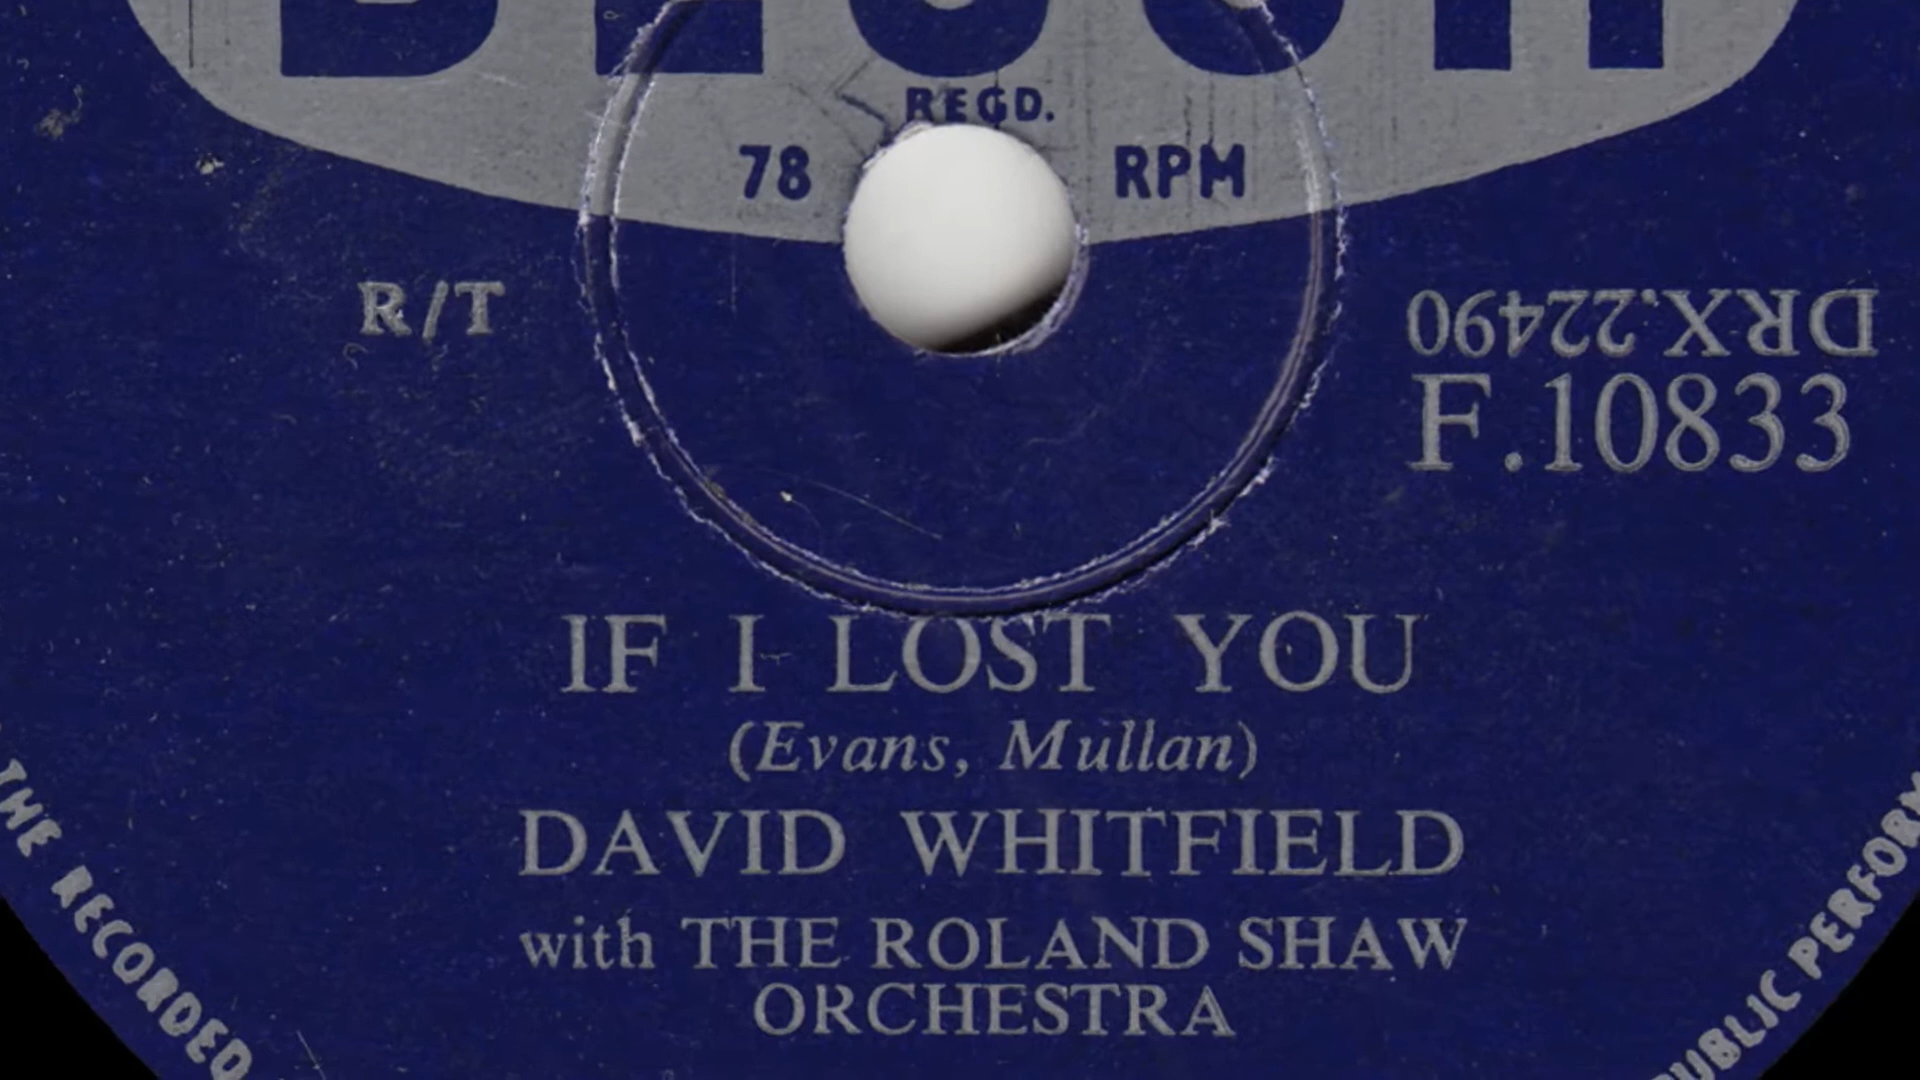 REGD.
78 RPM
R/T
DRX.22490
F.10833
IF I LOST YOU
(Evans, Mullan)
DAVID WHITFIELD
with THE ROLAND SHAW
ORCHESTRA
THE RECORDED
PUBLIC PERFORM